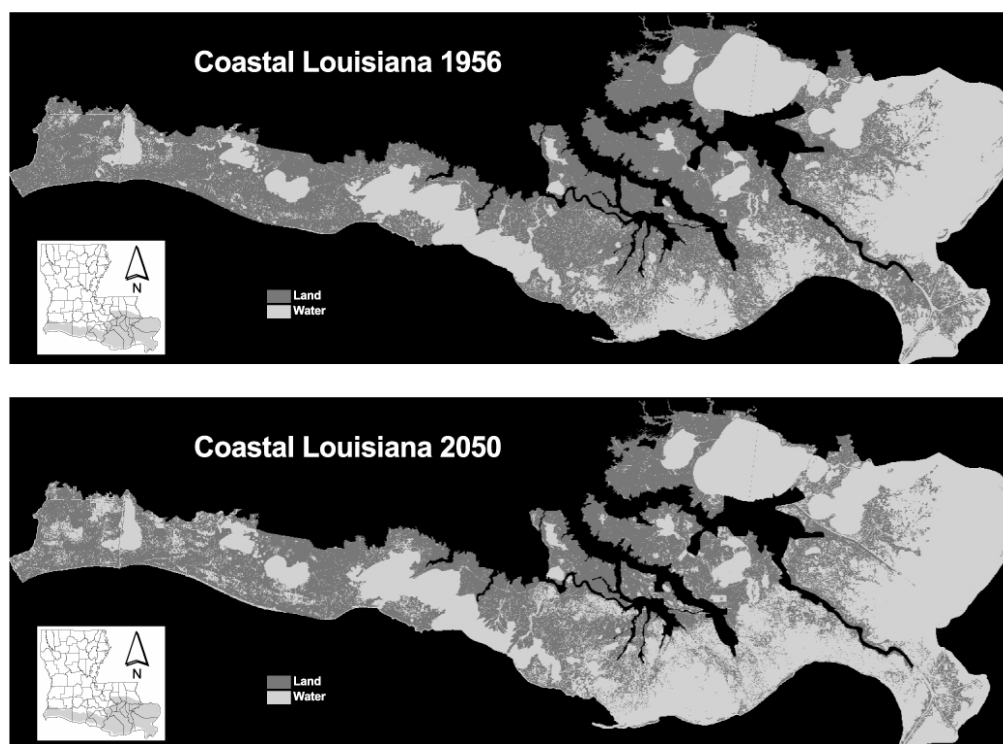 Coastal Louisiana 1956
N
Land
Water
Coastal Louisiana 2050
N
Land
Water